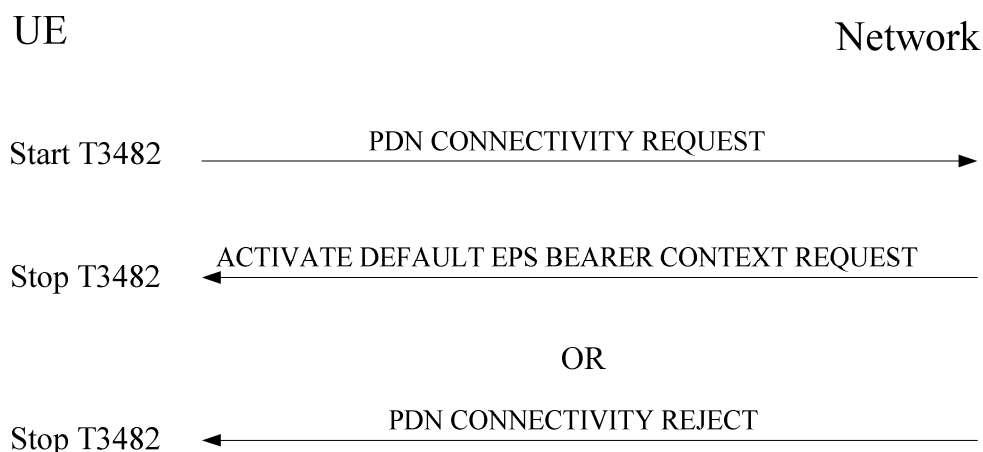 UE
Network
Start T3482
PDN CONNECTIVITY REQUEST
ACTIVATE DEFAULT EPS BEARER CONTEXT REQUEST
Stop T3482
OR
PDN CONNECTIVITY REJECT
Stop T3482